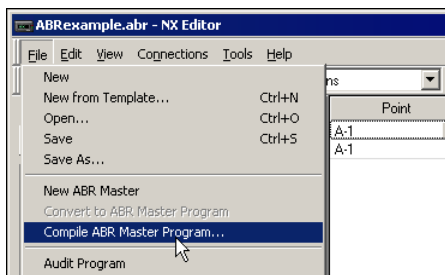 ABRexample.abr - NX Editor
File Edit View Connections Tools Help
New
New from Template... Ctrl+N
Open... Ctrl+O
Save Ctrl+S
Save As...
New ABR Master
Convert to ABR Master Program
Compile ABR Master Program...
Audit Program
ns
Point
A-1
A-1